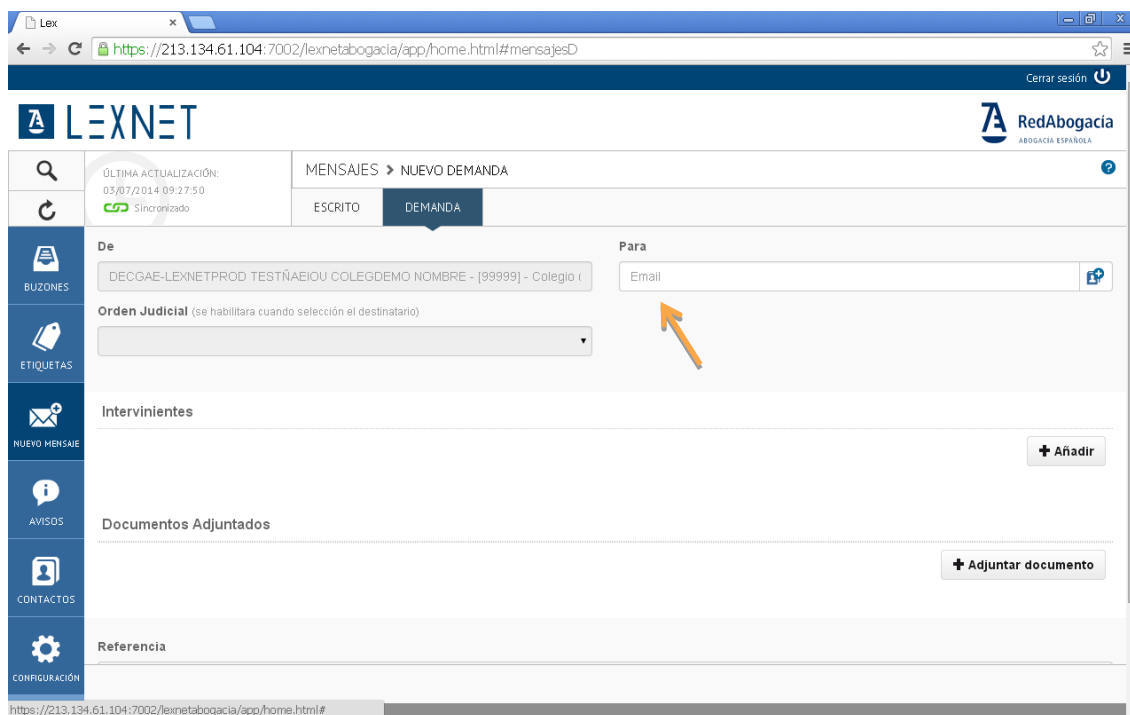 Lex
https://213.134.61.104:7002/lexnetabogacia/app/home.html#mensajesD
Cerrar sesión
LEXNET
RedAbogacía
ABOGACÍA ESPAÑOLA
ÚLTIMA ACTUALIZACIÓN:
03/07/2014 09:27:50
Sincronizado
MENSAJES > NUEVO DEMANDA
ESCRITO DEMANDA
BUZONES
ETIQUETAS
NUEVO MENSAJE
AVISOS
CONTACTOS
CONFIGURACIÓN
De
DECGAE-LEXNETPROD TESTÑAEIOU COLEGDEMO NOMBRE - [99999] - Colegio (
Para
Email
Orden Judicial (se habilitara cuando selección el destinatario)
Intervinientes
+ Añadir
Documentos Adjuntados
+ Adjuntar documento
Referencia
https://213.134.61.104:7002/lexnetabogacia/app/home.html#